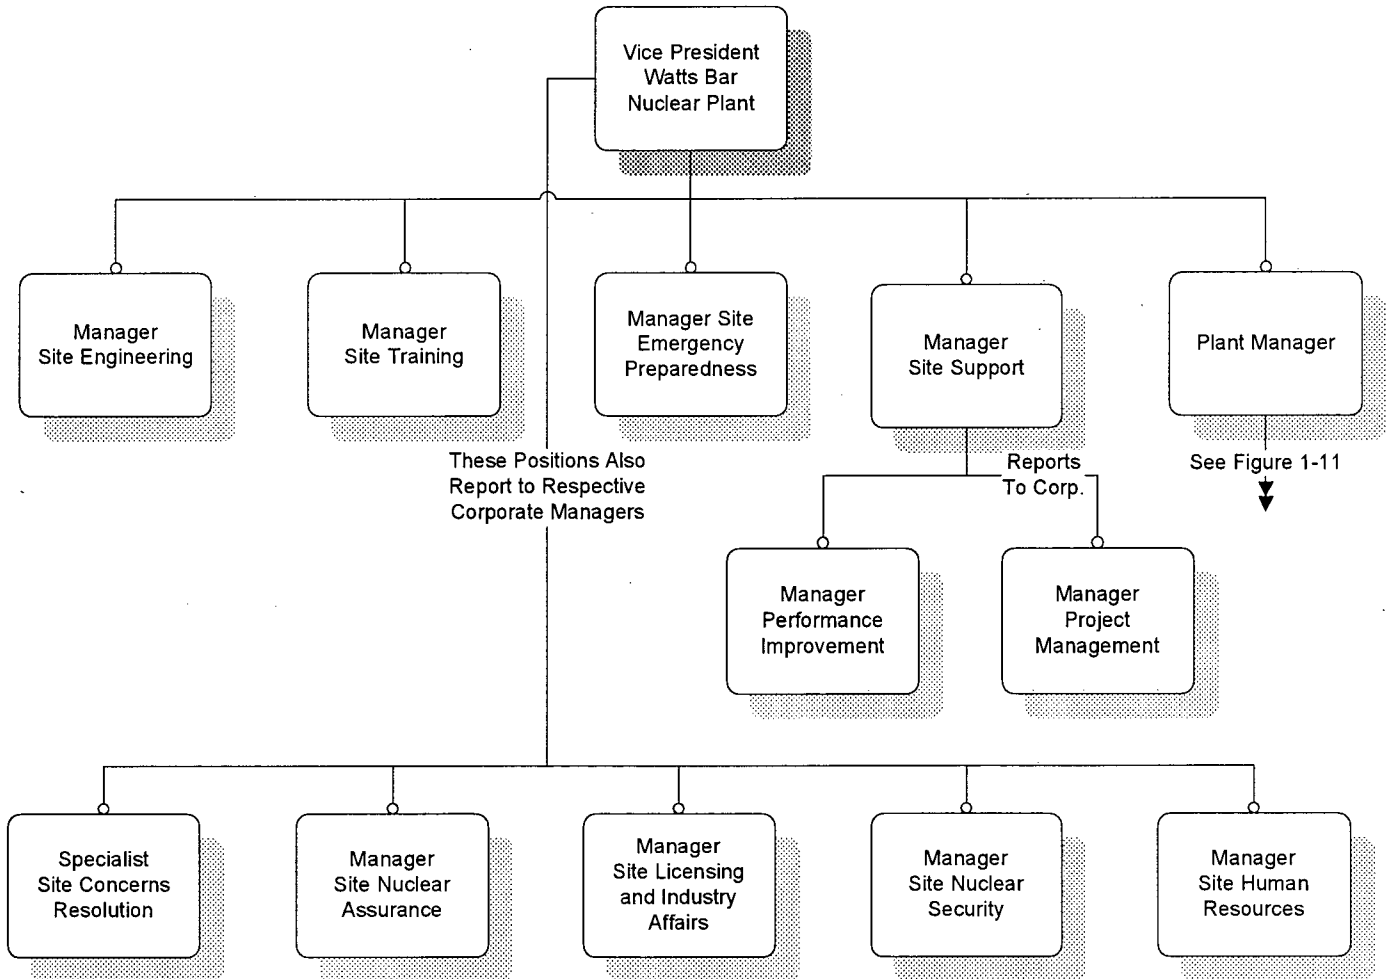 Vice President
Watts Bar
Nuclear Plant
Manager
Site Engineering
Manager
Site Training
Manager Site
Emergency
Preparedness
Manager
Site Support
Plant Manager
These Positions Also
Report to Respective
Corporate Managers
Reports
To Corp.
See Figure 1-11
Manager
Performance
Improvement
Manager
Project
Management
Specialist
Site Concerns
Resolution
Manager
Site Nuclear
Assurance
Manager
Site Licensing
and Industry
Affairs
Manager
Site Nuclear
Security
Manager
Site Human
Resources